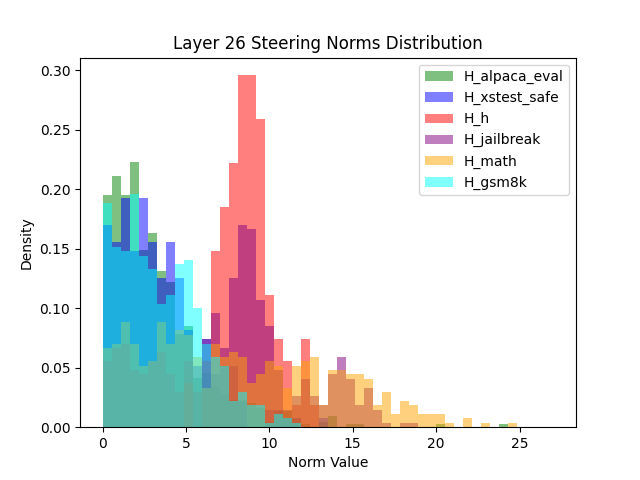 Layer 26 Steering Norms Distribution
H_alpaca_eval
H_xstest_safe
H_h
H_jailbreak
H_math
H_gsm8k
0.30
0.25
0.20
0.15
0.10
0.05
0.00
Density
0 5 10 15 20 25
Norm Value